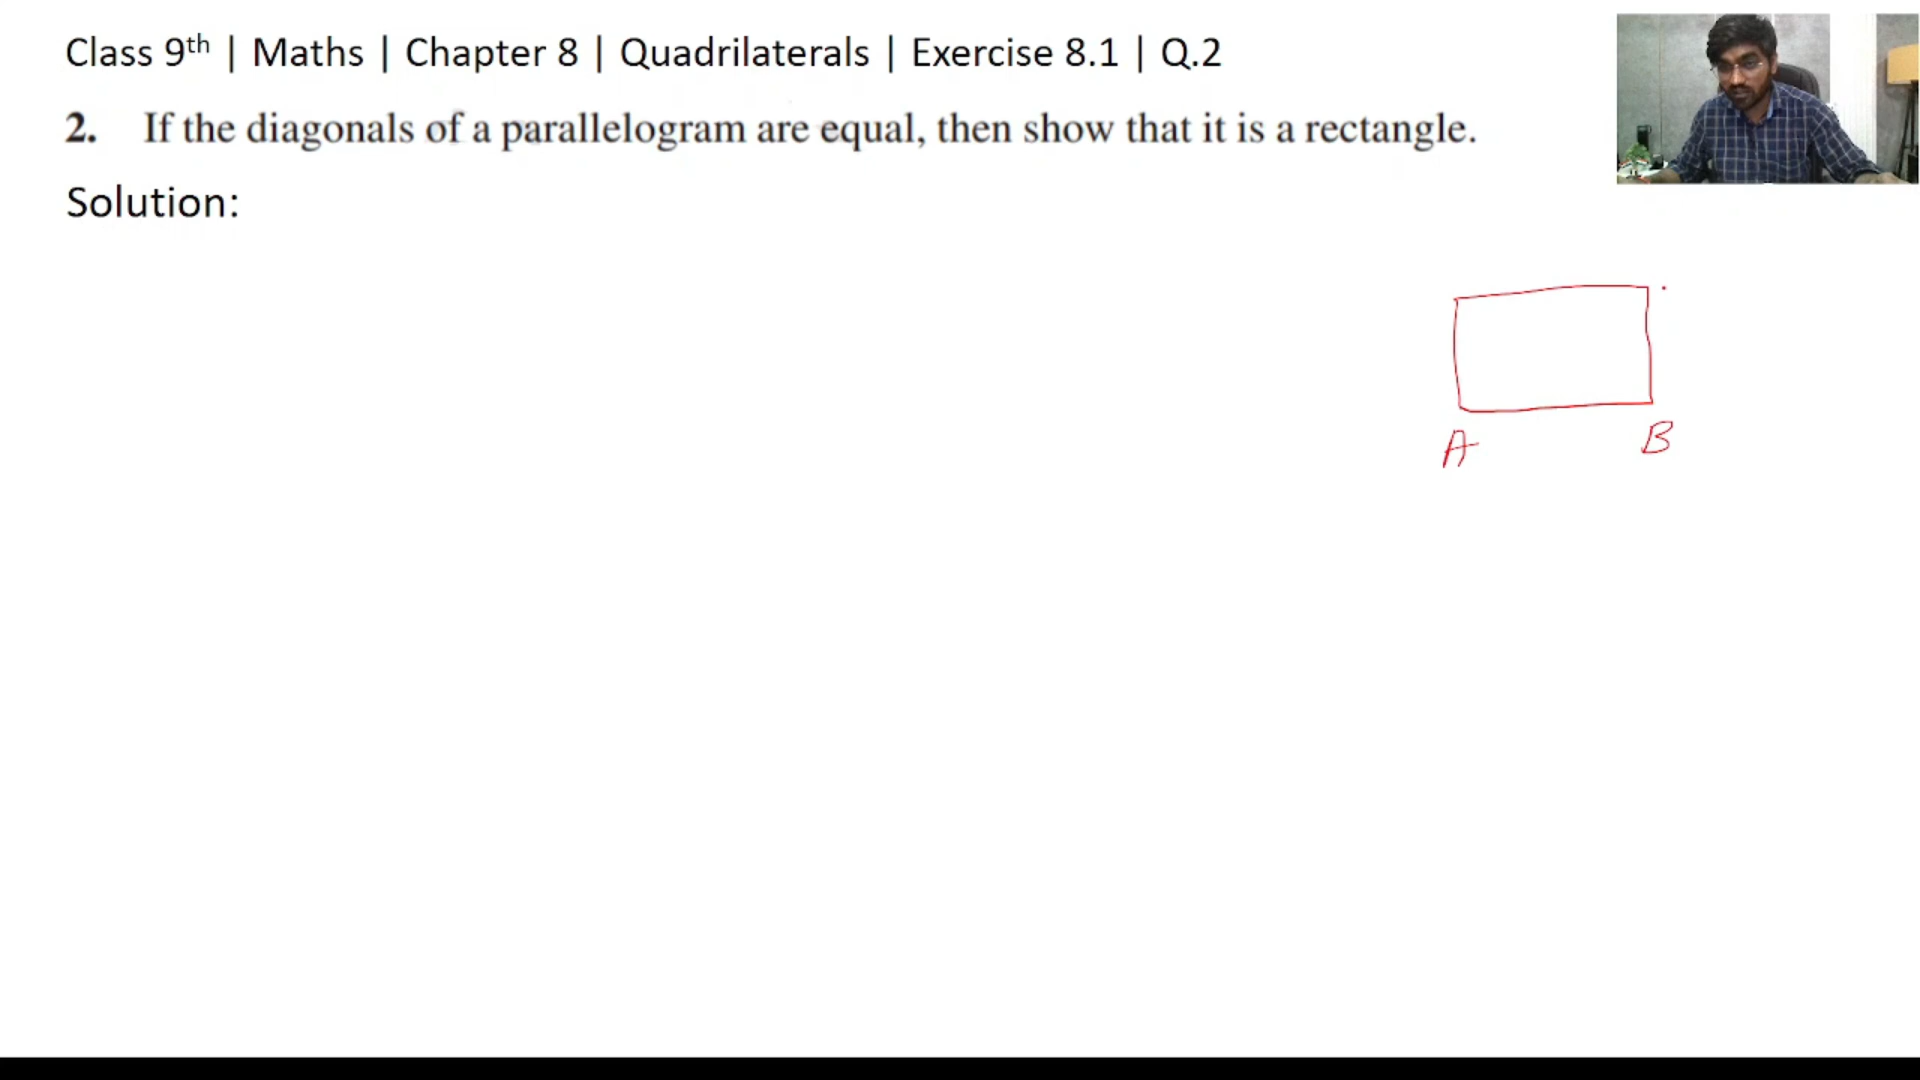 Class 9th | Maths | Chapter 8 | Quadrilaterals | Exercise 8.1 | Q.2
2. If the diagonals of a parallelogram are equal, then show that it is a rectangle.
Solution:
A B